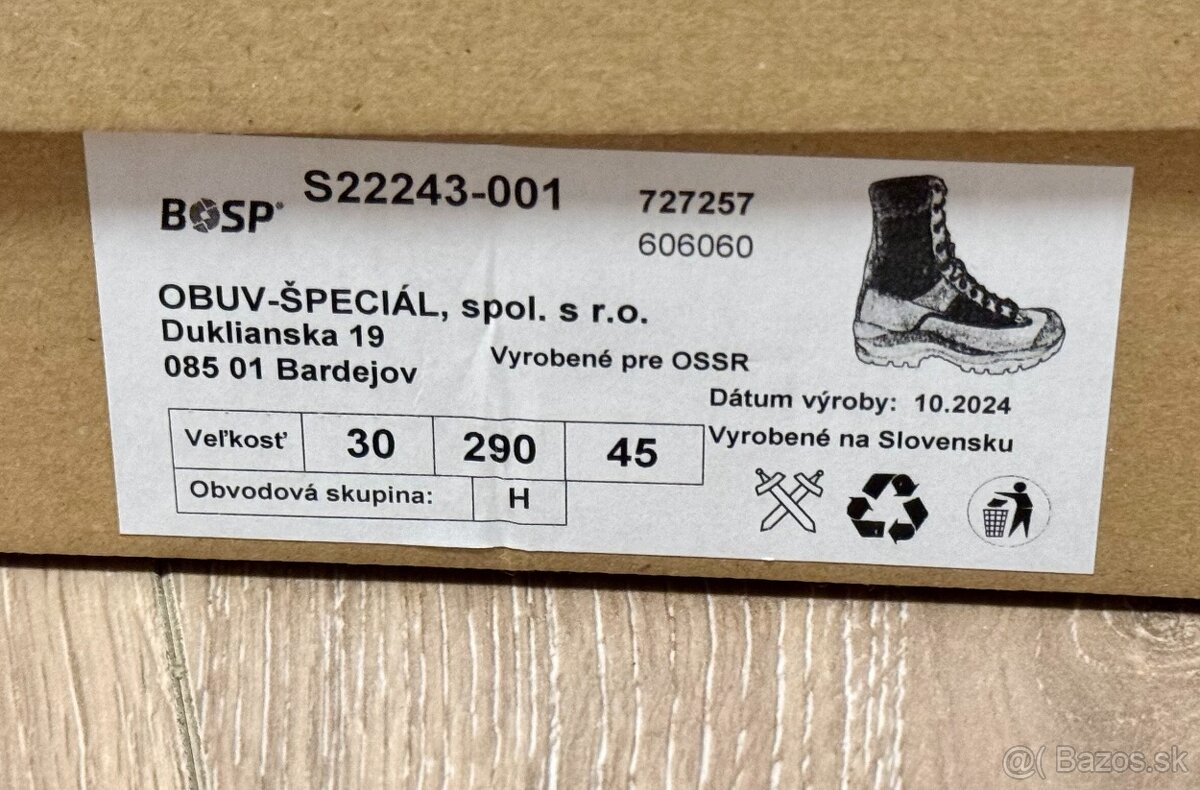 BOSP® S22243-001 727257
606060
OBUV-ŠPECIÁL, spol. s r.o.
Duklianska 19
085 01 Bardejov
Vyrobené pre OSSR
Dátum výroby: 10.2024
Vyrobené na Slovensku
Veľkosť 30 290 45
Obvodová skupina: H
@( Bazos.sk